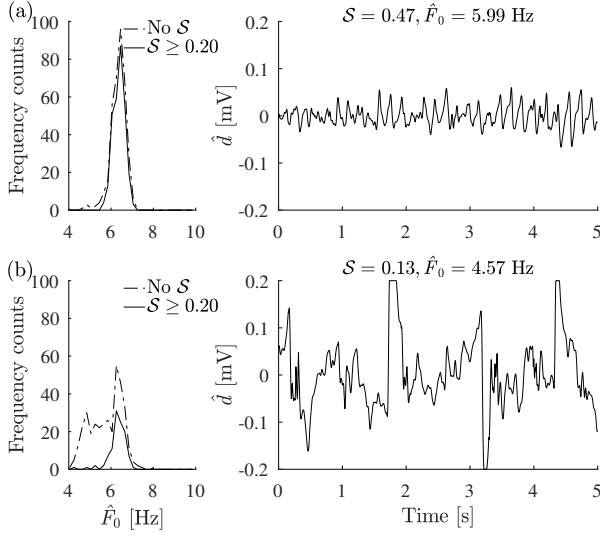 (a)
No 𝒮
𝒮 ≥ 0.20
100
80
60
40
20
0
4 6 8 10
Frequency counts
𝒮 = 0.47, F̂₀ = 5.99 Hz
0.2
0.1
0
-0.1
-0.2
0 1 2 3 4 5
d̂ [mV]
(b)
No 𝒮
𝒮 ≥ 0.20
100
80
60
40
20
0
4 6 8 10
Frequency counts
F̂₀ [Hz]
𝒮 = 0.13, F̂₀ = 4.57 Hz
0.2
0.1
0
-0.1
-0.2
0 1 2 3 4 5
d̂ [mV]
Time [s]